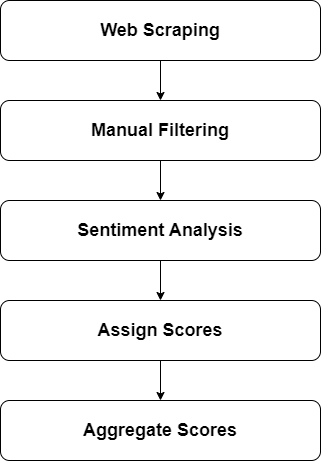 Web Scraping
Manual Filtering
Sentiment Analysis
Assign Scores
Aggregate Scores